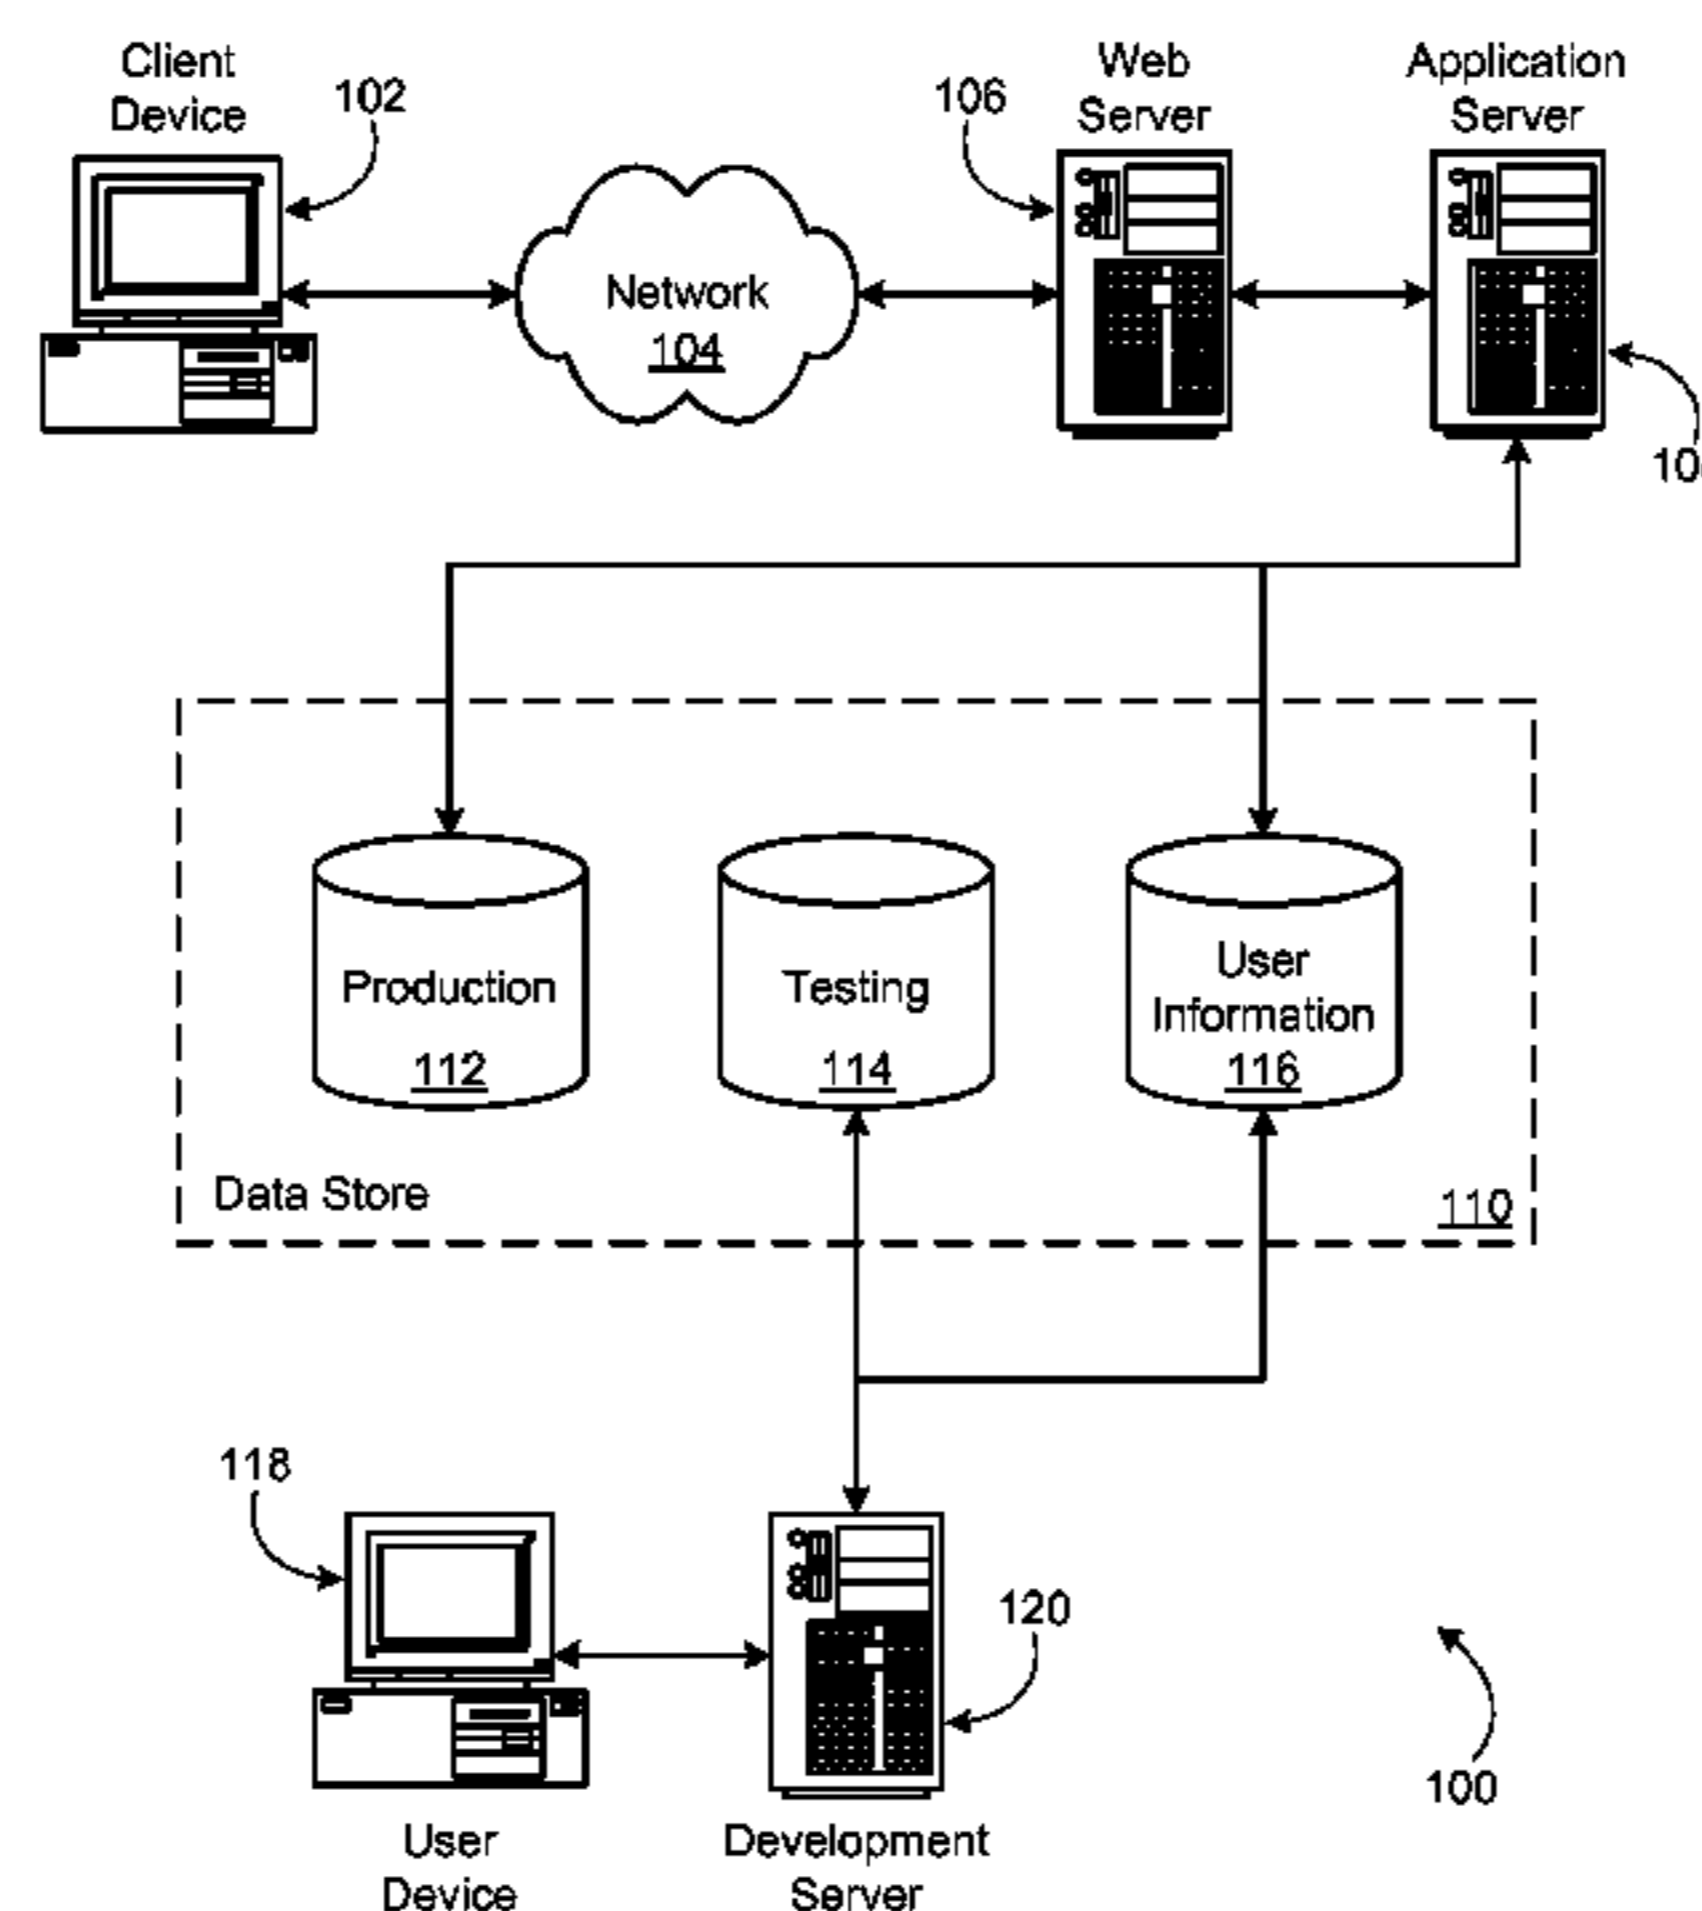 Client
Device
102
Network
104
106
Web
Server
Application
Server
Production
112
Testing
114
User
Information
116
Data Store
110
118
120
100
User
Device
Development
Server